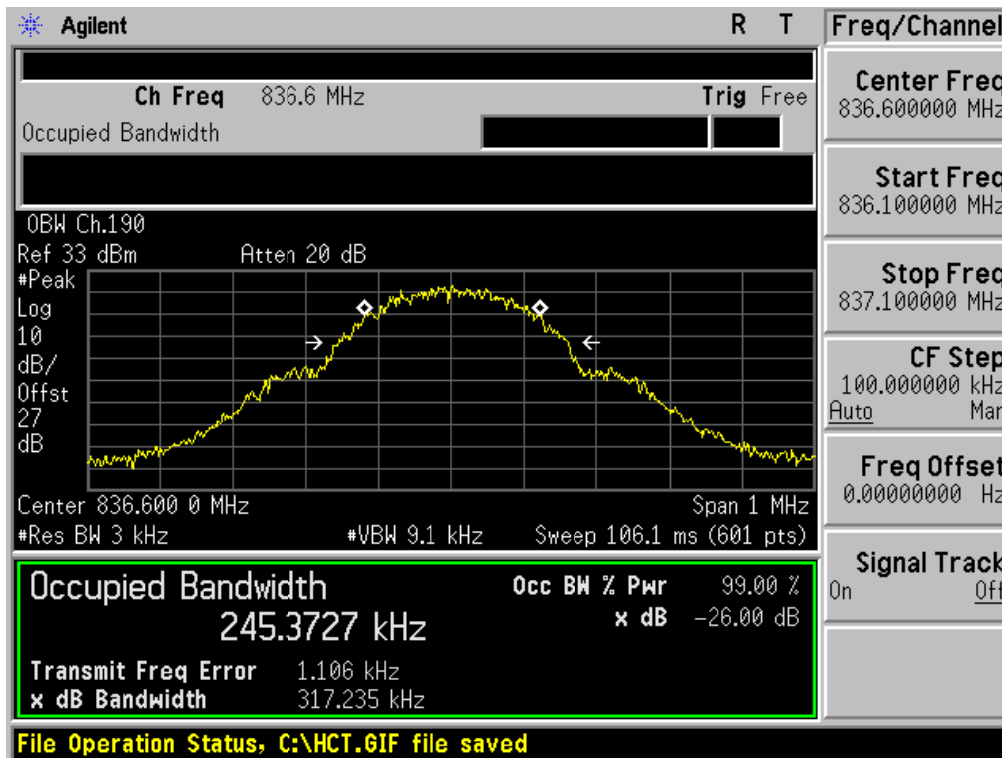 Agilent R T Freq/Channel
Ch Freq 836.6 MHz Trig Free
Occupied Bandwidth
Center Freq
836.600000 MHz
Start Freq
836.100000 MHz
Stop Freq
837.100000 MHz
CF Step
100.000000 kHz
Auto Man
Freq Offset
0.00000000 Hz
Signal Track
On Off
OBW Ch.190
Ref 33 dBm Atten 20 dB
#Peak
Log
10
dB/
Offst
27
dB
Center 836.600 0 MHz Span 1 MHz
#Res BW 3 kHz #VBW 9.1 kHz Sweep 106.1 ms (601 pts)
Occupied Bandwidth Occ BW % Pwr 99.00 %
245.3727 kHz x dB -26.00 dB
Transmit Freq Error 1.106 kHz
x dB Bandwidth 317.235 kHz
File Operation Status, C:\HCT.GIF file saved